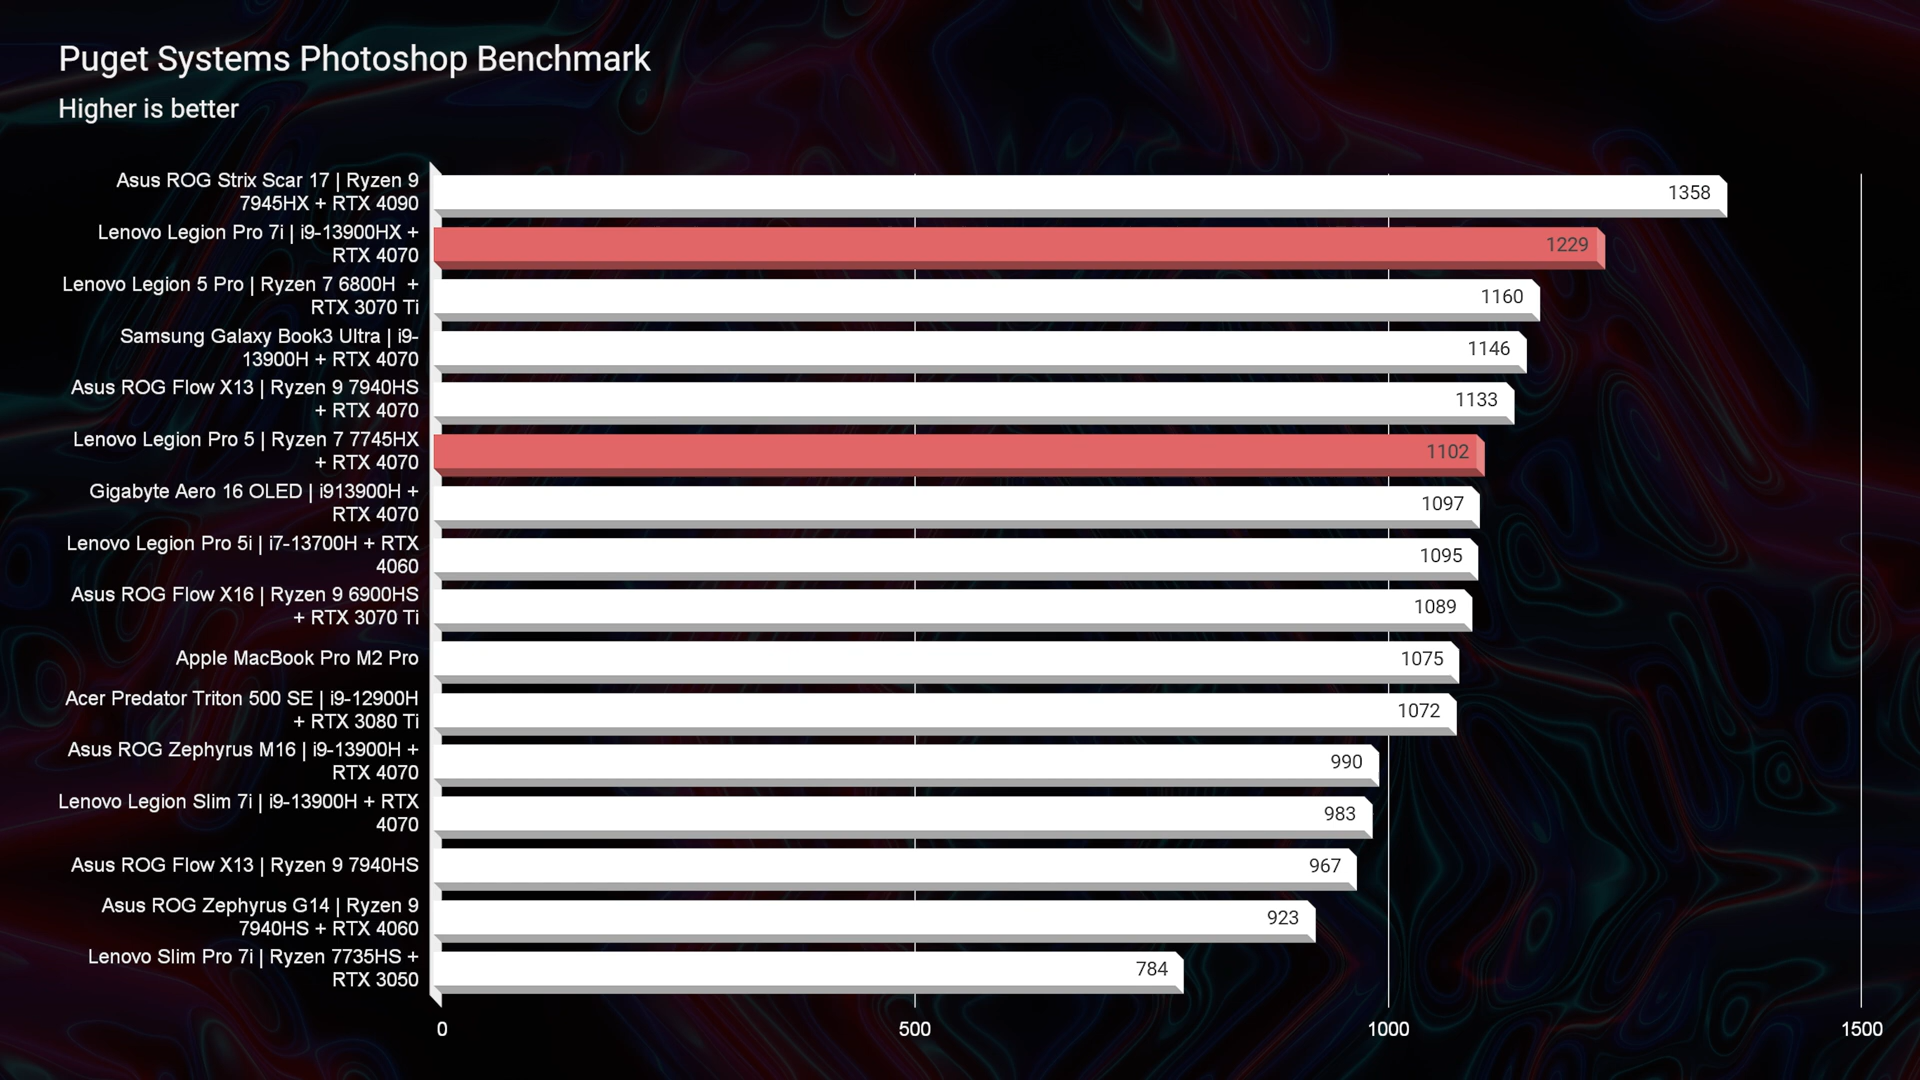 Puget Systems Photoshop Benchmark
Higher is better
Asus ROG Strix Scar 17 | Ryzen 9
7945HX + RTX 4090
1358
Lenovo Legion Pro 7i | i9-13900HX +
RTX 4070
1229
Lenovo Legion 5 Pro | Ryzen 7 6800H  +
RTX 3070 Ti
1160
Samsung Galaxy Book3 Ultra | i9-
13900H + RTX 4070
1146
Asus ROG Flow X13 | Ryzen 9 7940HS
+ RTX 4070
1133
Lenovo Legion Pro 5 | Ryzen 7 7745HX
+ RTX 4070
1102
Gigabyte Aero 16 OLED | i913900H +
RTX 4070
1097
Lenovo Legion Pro 5i | i7-13700H + RTX
4060
1095
Asus ROG Flow X16 | Ryzen 9 6900HS
+ RTX 3070 Ti
1089
Apple MacBook Pro M2 Pro
1075
Acer Predator Triton 500 SE | i9-12900H
+ RTX 3080 Ti
1072
Asus ROG Zephyrus M16 | i9-13900H +
RTX 4070
990
Lenovo Legion Slim 7i | i9-13900H + RTX
4070
983
Asus ROG Flow X13 | Ryzen 9 7940HS
967
Asus ROG Zephyrus G14 | Ryzen 9
7940HS + RTX 4060
923
Lenovo Slim Pro 7i | Ryzen 7735HS +
RTX 3050
784
0 500 1000 1500